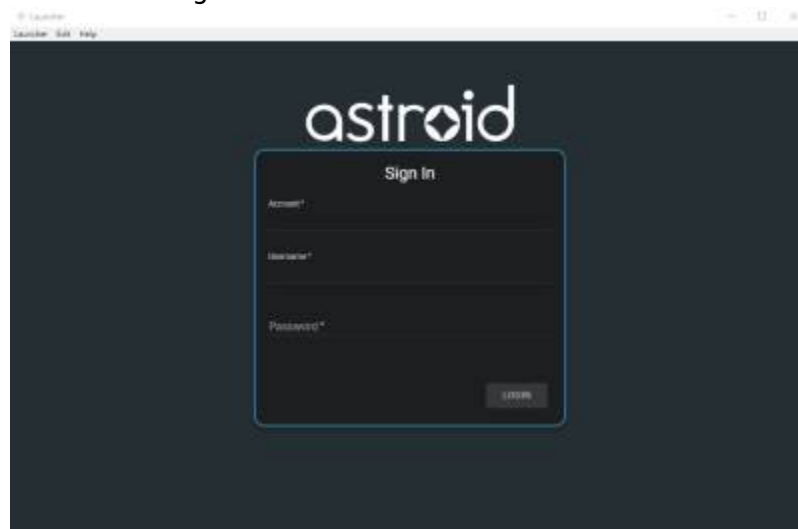 Launcher
Launcher Edit Help
astroid
Sign In
Account*
Username*
Password*
LOGIN